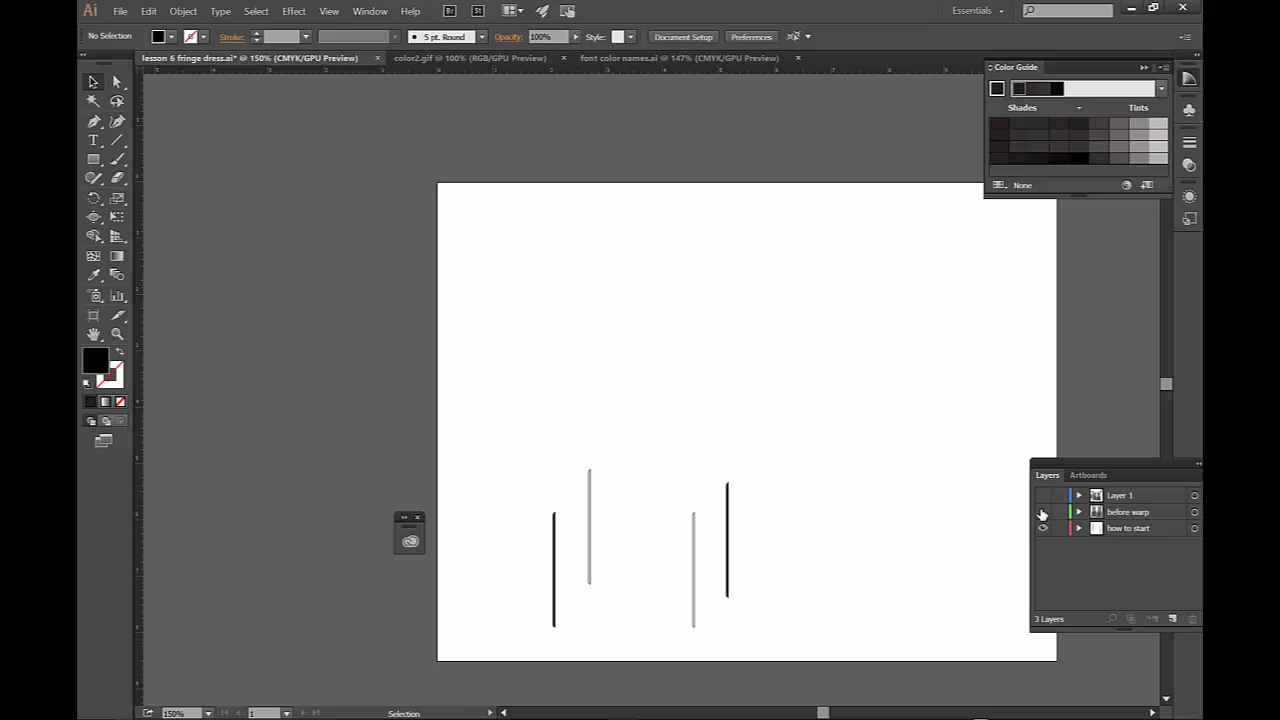 Ai File Edit Object Type Select Effect View Window Help Br St Essentials
No Selection Stroke: 5 pt. Round Opacity: 100% Style: Document Setup Preferences
lesson 6 fringe dress.ai* @ 150% (CMYK/GPU Preview) × color2.gif @ 100% (RGB/GPU Preview) × font color names.ai @ 147% (CMYK/GPU Preview) ×
Color Guide
Shades Tints
None
Layers Artboards
Layer 1
before warp
how to start
3 Layers
150% 1 Selection